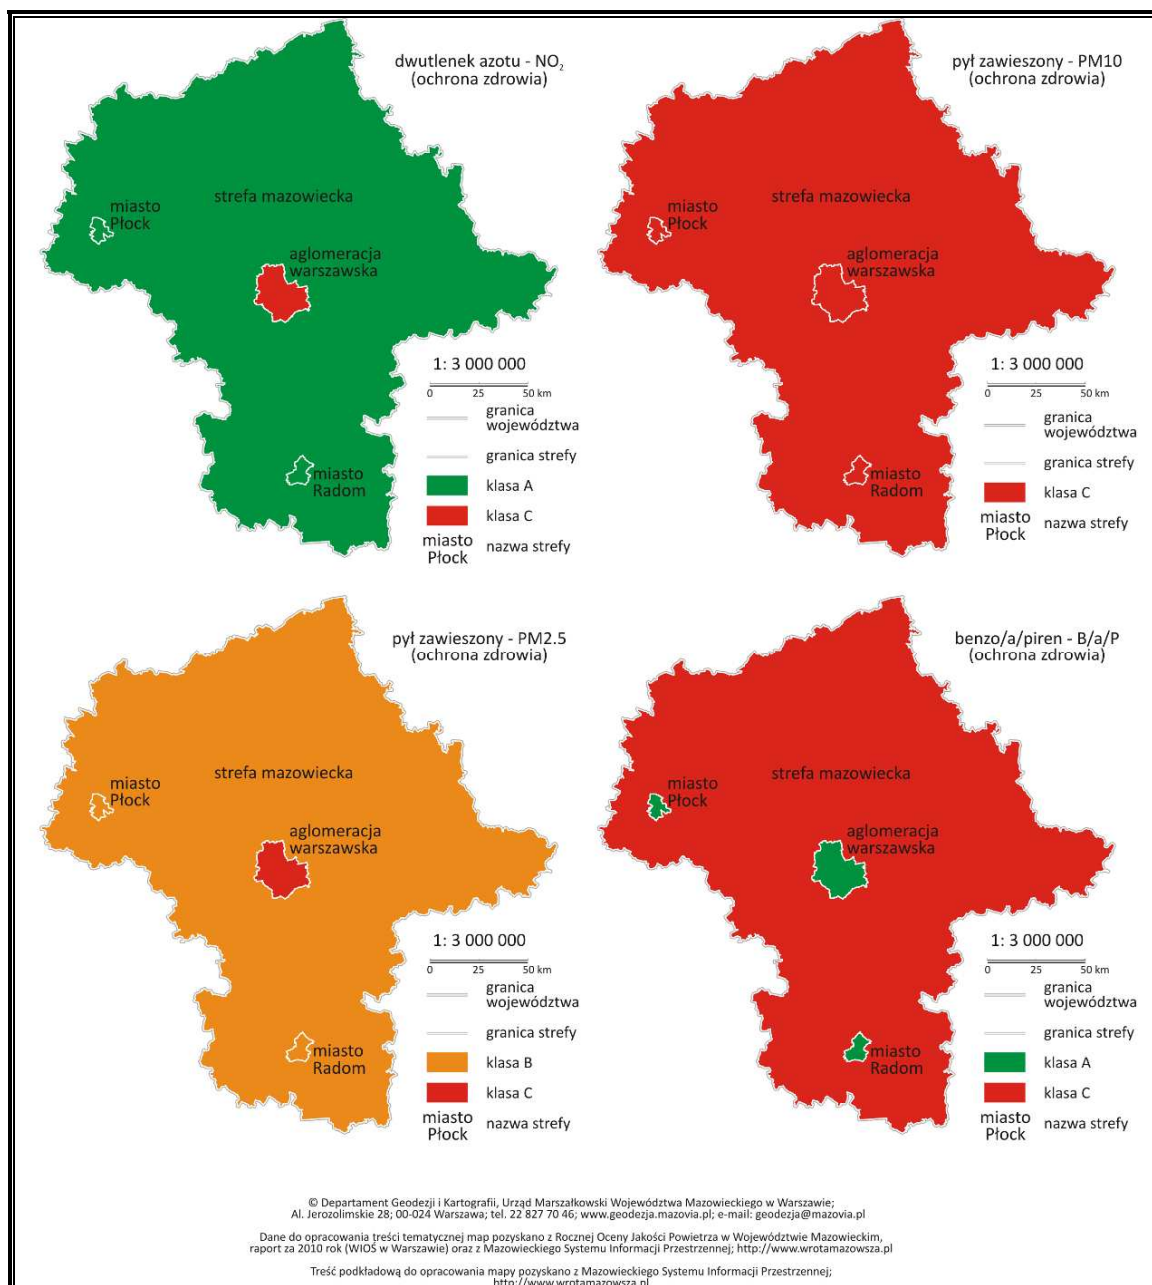 dwutlenek azotu - NO₂
(ochrona zdrowia)
strefa mazowiecka
miasto
Płock
aglomeracja
warszawska
1: 3 000 000
0 25 50 km
granica
województwa
granica strefy
miasto
Radom
klasa A
klasa C
miasto
Płock
nazwa strefy
pył zawieszony - PM10
(ochrona zdrowia)
strefa mazowiecka
miasto
Płock
aglomeracja
warszawska
1: 3 000 000
0 25 50 km
granica
województwa
granica strefy
miasto
Radom
klasa C
miasto
Płock
nazwa strefy
pył zawieszony - PM2.5
(ochrona zdrowia)
strefa mazowiecka
miasto
Płock
aglomeracja
warszawska
1: 3 000 000
0 25 50 km
granica
województwa
granica strefy
miasto
Radom
klasa B
klasa C
miasto
Płock
nazwa strefy
benzo/a/piren - B/a/P
(ochrona zdrowia)
strefa mazowiecka
miasto
Płock
aglomeracja
warszawska
1: 3 000 000
0 25 50 km
granica
województwa
granica strefy
miasto
Radom
klasa A
klasa C
miasto
Płock
nazwa strefy
© Departament Geodezji i Kartografii, Urząd Marszałkowski Województwa Mazowieckiego w Warszawie;
Al. Jerozolimskie 28; 00-024 Warszawa; tel. 22 827 70 46; www.geodezja.mazovia.pl; e-mail: geodezja@mazovia.pl
Dane do opracowania treści tematycznej map pozyskano z Rocznej Oceny Jakości Powietrza w Województwie Mazowieckim,
raport za 2010 rok (WIOŚ w Warszawie) oraz z Mazowieckiego Systemu Informacji Przestrzennej; http://www.wrotamazowsza.pl
Treść podkładową do opracowania mapy pozyskano z Mazowieckiego Systemu Informacji Przestrzennej;
http://www.wrotamazowsza.pl